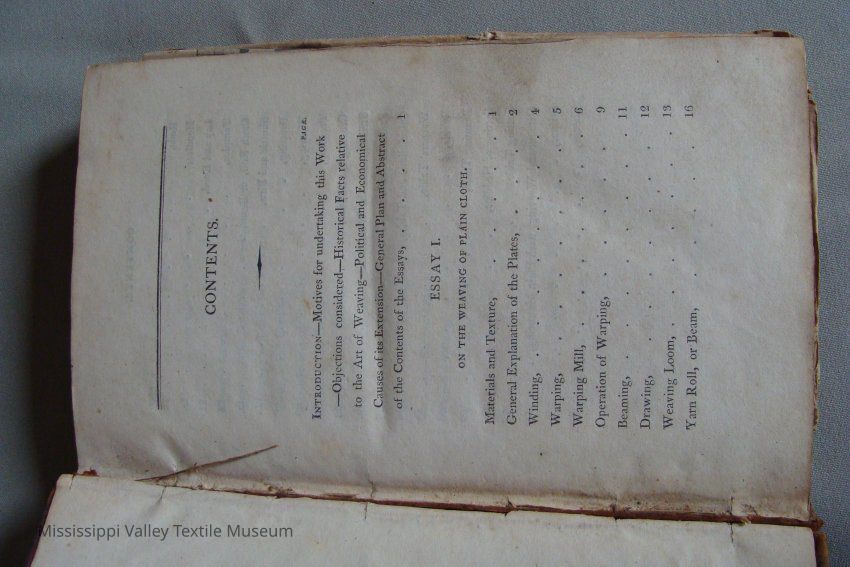 CONTENTS.
PAGE.
INTRODUCTION—Motives for undertaking this Work
—Objections considered—Historical Facts relative
to the Art of Weaving—Political and Economical
Causes of its Extension—General Plan and Abstract
of the Contents of the Essays, . . . . . 1
ESSAY I.
ON THE WEAVING OF PLAIN CLOTH.
Materials and Texture, . . . . . 1
General Explanation of the Plates, . . . . 2
Winding, . . . . . . . 4
Warping, . . . . . . . 5
Warping Mill, . . . . . . 6
Operation of Warping, . . . . . 9
Beaming, . . . . . . . 11
Drawing, . . . . . . . 12
Weaving Loom, . . . . . . 13
Yarn Roll, or Beam, . . . . . 16
Mississippi Valley Textile Museum